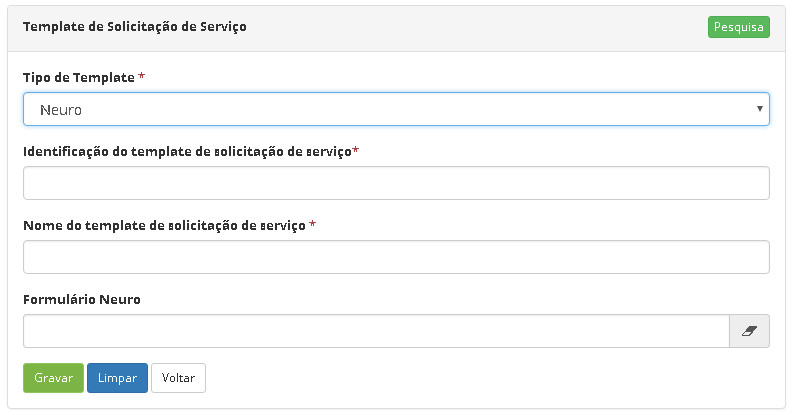 Template de Solicitação de Serviço
Pesquisa
Tipo de Template *
Neuro
Identificação do template de solicitação de serviço*
Nome do template de solicitação de serviço *
Formulário Neuro
Gravar Limpar Voltar